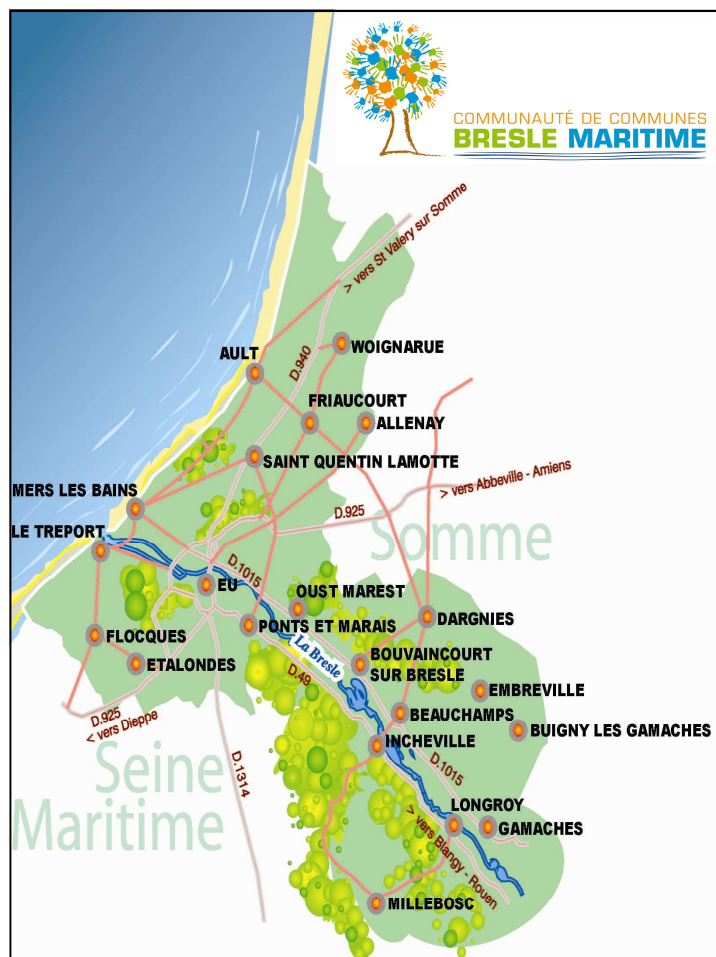 COMMUNAUTÉ DE COMMUNES
BRESLE MARITIME
> vers St Valery sur Somme
WOIGNARUE
AULT
D.940
FRIAUCOURT
ALLENAY
SAINT QUENTIN LAMOTTE
> vers Abbeville - Amiens
MERS LES BAINS
D.925
Somme
LE TREPORT
D.1015
EU
OUST MAREST
DARGNIES
PONTS ET MARAIS
FLOCQUES
La Bresle
BOUVAINCOURT
SUR BRESLE
ETALONDES
D.49
EMBREVILLE
D.925
< vers Dieppe
BEAUCHAMPS
BUIGNY LES GAMACHES
INCHEVILLE
Seine
Maritime
D.1314
D.1015
LONGROY
GAMACHES
> vers Blangy - Rouen
MILLEBOSC